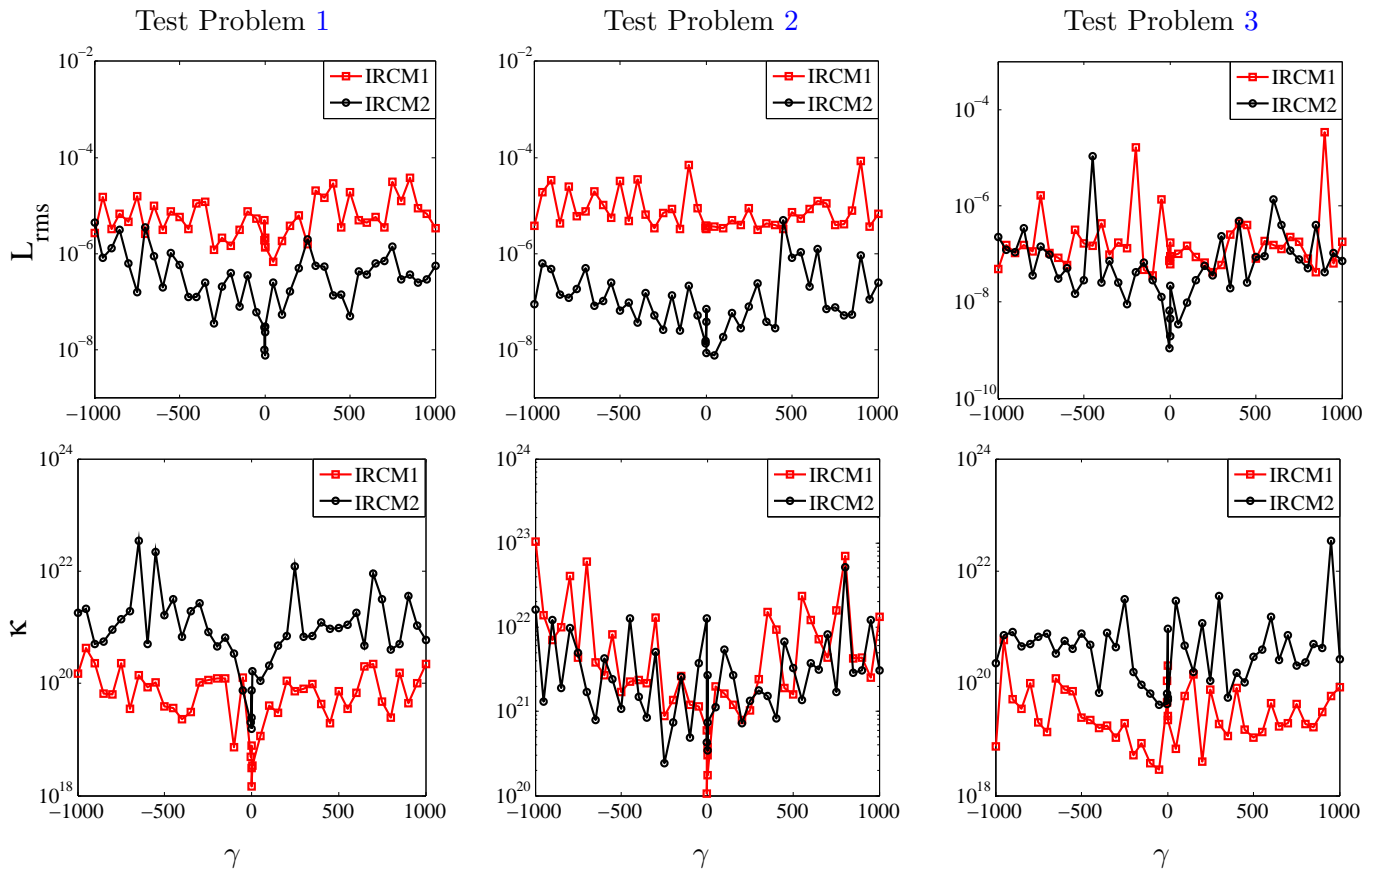 Test Problem 1 Test Problem 2 Test Problem 3
L_rms
10^−2
10^−4
10^−6
10^−8
−1000 −500 0 500 1000
IRCM1
IRCM2
10^−2
10^−4
10^−6
10^−8
−1000 −500 0 500 1000
IRCM1
IRCM2
10^−4
10^−6
10^−8
10^−10
−1000 −500 0 500 1000
IRCM1
IRCM2
κ
10^24
10^22
10^20
10^18
−1000 −500 0 500 1000
IRCM1
IRCM2
γ
10^24
10^23
10^22
10^21
10^20
−1000 −500 0 500 1000
IRCM1
IRCM2
γ
10^24
10^22
10^20
10^18
−1000 −500 0 500 1000
IRCM1
IRCM2
γ